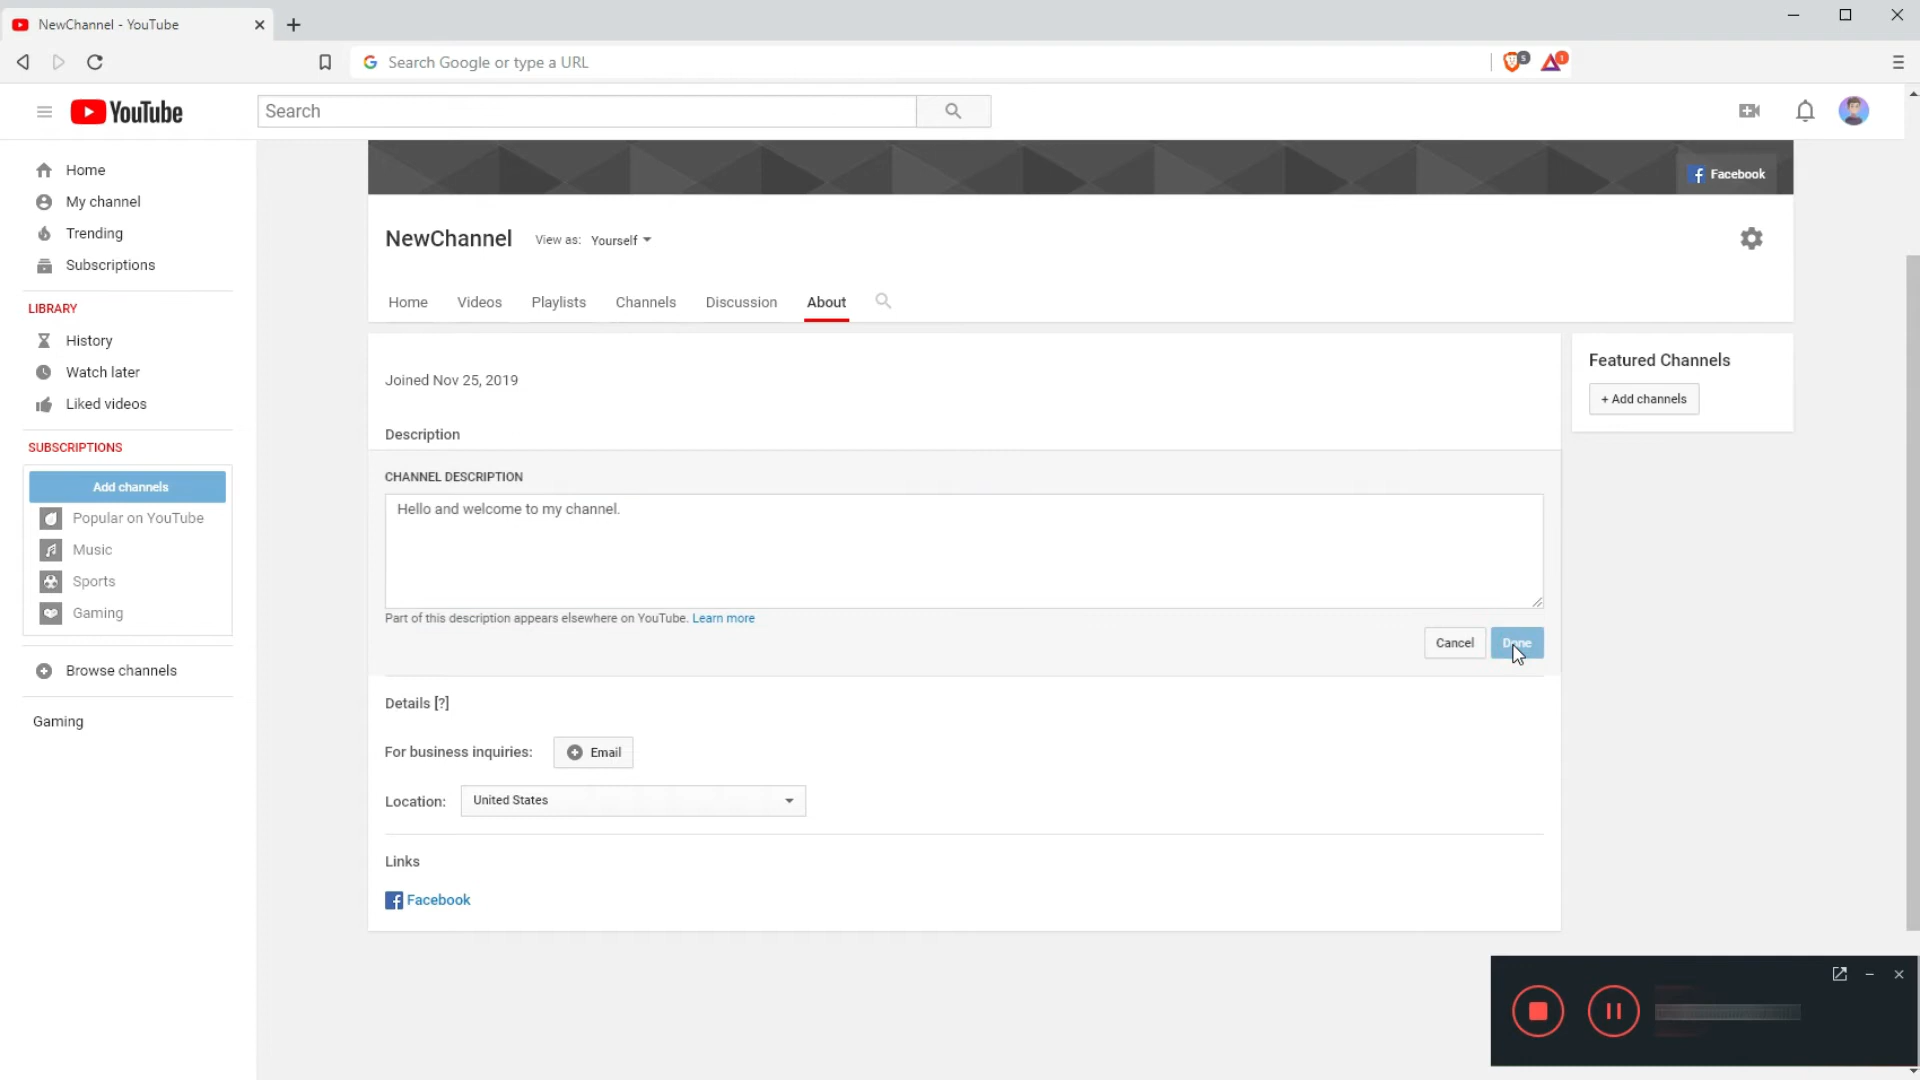 NewChannel - YouTube
Search Google or type a URL
5
1
YouTube
Search
Home
My channel
Trending
Subscriptions
LIBRARY
History
Watch later
Liked videos
SUBSCRIPTIONS
Add channels
Popular on YouTube
Music
Sports
Gaming
Browse channels
Gaming
Facebook
NewChannel View as: Yourself
Home Videos Playlists Channels Discussion About
Joined Nov 25, 2019
Description
CHANNEL DESCRIPTION
Hello and welcome to my channel.
Part of this description appears elsewhere on YouTube. Learn more
Cancel Done
Details [?]
For business inquiries: Email
Location: United States
Links
Facebook
Featured Channels
+ Add channels